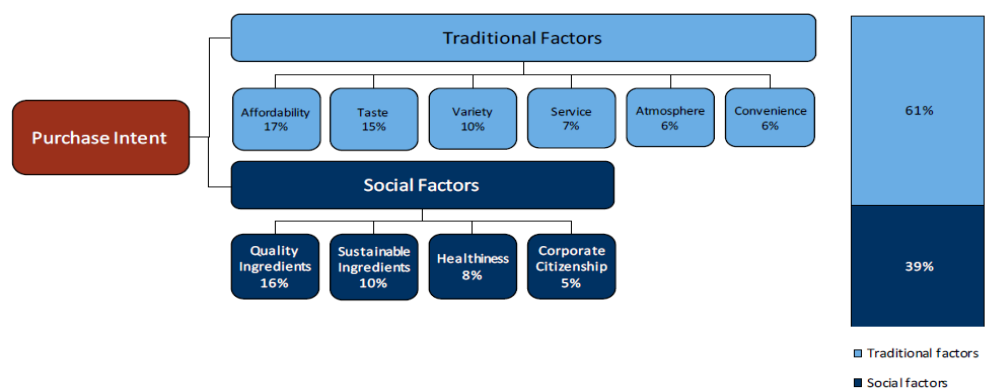 Traditional Factors
Affordability
17%
Taste
15%
Variety
10%
Service
7%
Atmosphere
6%
Convenience
6%
Purchase Intent
Social Factors
Quality
Ingredients
16%
Sustainable
Ingredients
10%
Healthiness
8%
Corporate
Citizenship
5%
61%
39%
Traditional factors
Social factors